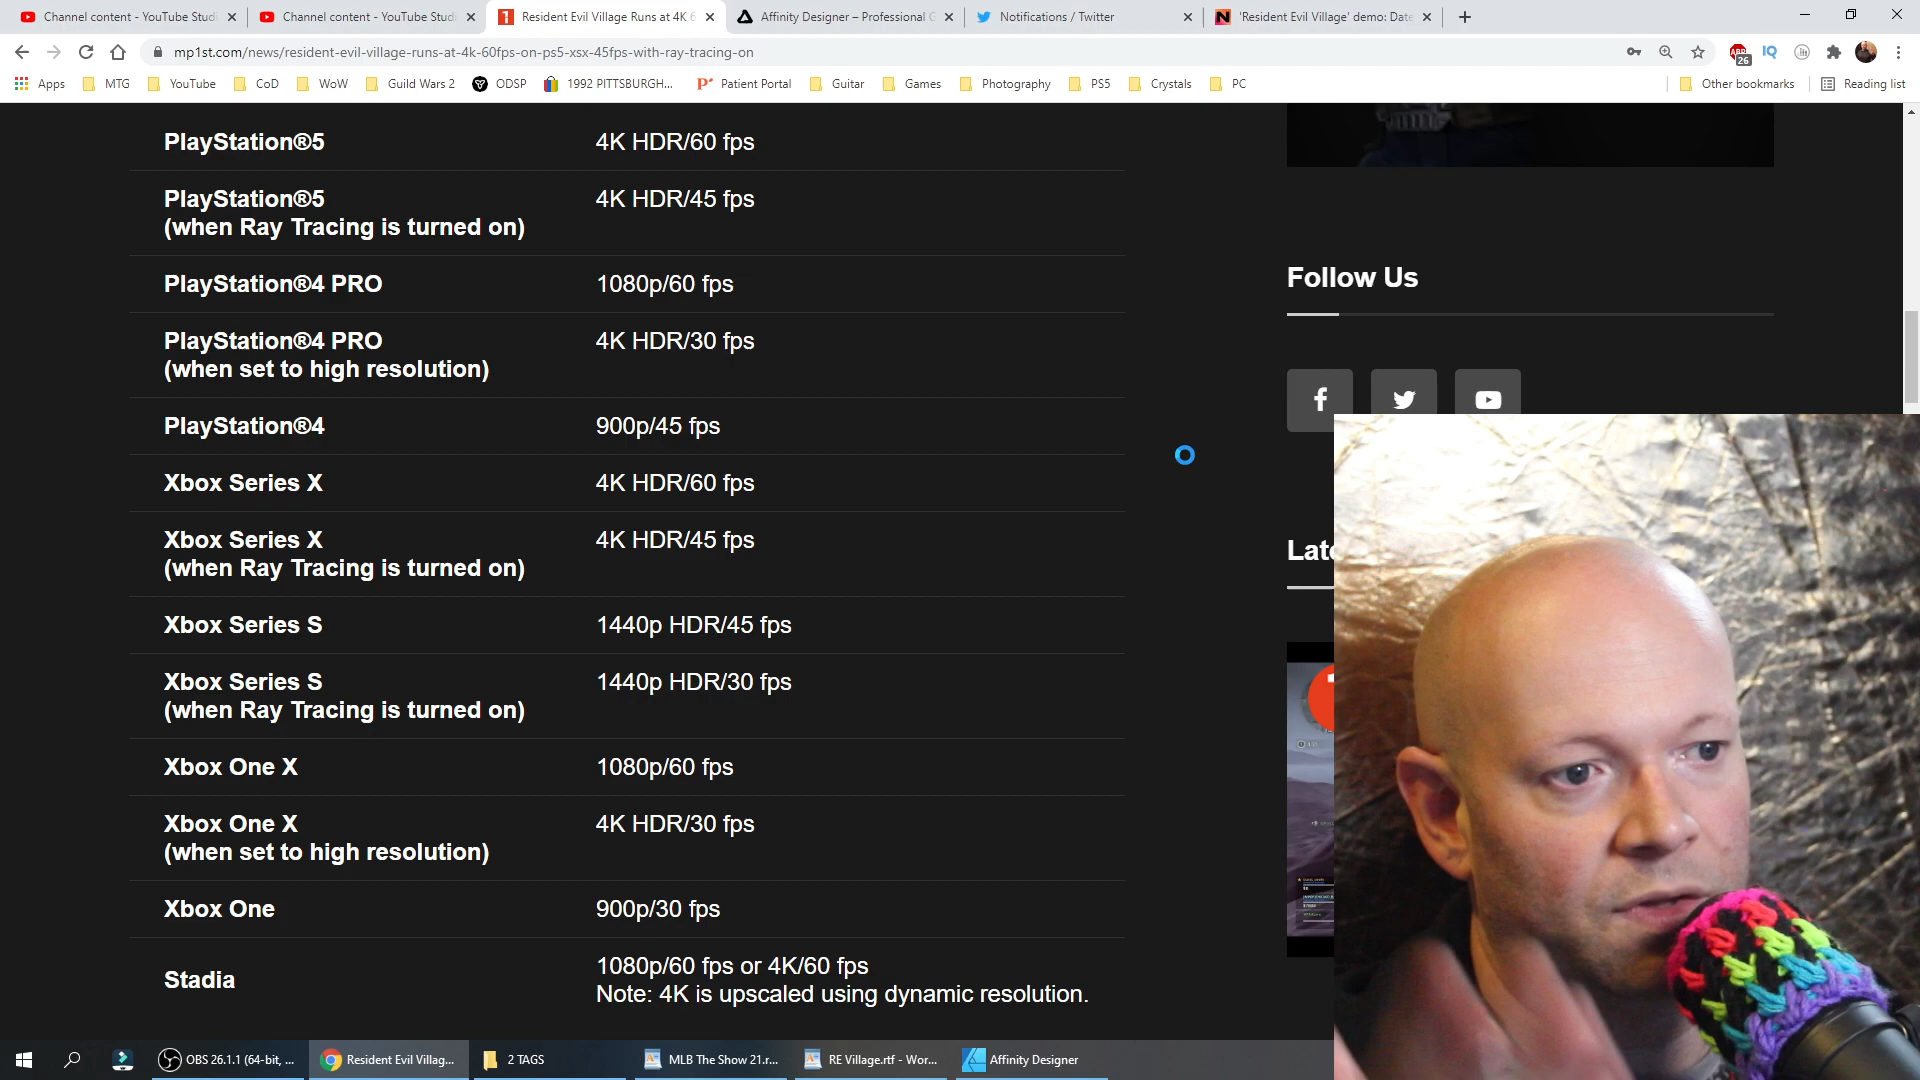 Channel content - YouTube Studi
Channel content - YouTube Studi
Resident Evil Village Runs at 4K 6
Affinity Designer – Professional G
Notifications / Twitter
'Resident Evil Village' demo: Date
mp1st.com/news/resident-evil-village-runs-at-4k-60fps-on-ps5-xsx-45fps-with-ray-tracing-on
26
Apps MTG YouTube CoD WoW Guild Wars 2 ODSP 1992 PITTSBURGH... Patient Portal Guitar Games Photography PS5 Crystals PC Other bookmarks Reading list
PlayStation®5 4K HDR/60 fps
PlayStation®5 4K HDR/45 fps
(when Ray Tracing is turned on)
PlayStation®4 PRO 1080p/60 fps
PlayStation®4 PRO 4K HDR/30 fps
(when set to high resolution)
PlayStation®4 900p/45 fps
Xbox Series X 4K HDR/60 fps
Xbox Series X 4K HDR/45 fps
(when Ray Tracing is turned on)
Xbox Series S 1440p HDR/45 fps
Xbox Series S 1440p HDR/30 fps
(when Ray Tracing is turned on)
Xbox One X 1080p/60 fps
Xbox One X 4K HDR/30 fps
(when set to high resolution)
Xbox One 900p/30 fps
Stadia 1080p/60 fps or 4K/60 fps
Note: 4K is upscaled using dynamic resolution.
Follow Us
Late
OBS 26.1.1 (64-bit, ...
Resident Evil Villag...
2 TAGS
MLB The Show 21.r...
RE Village.rtf - Wor...
Affinity Designer